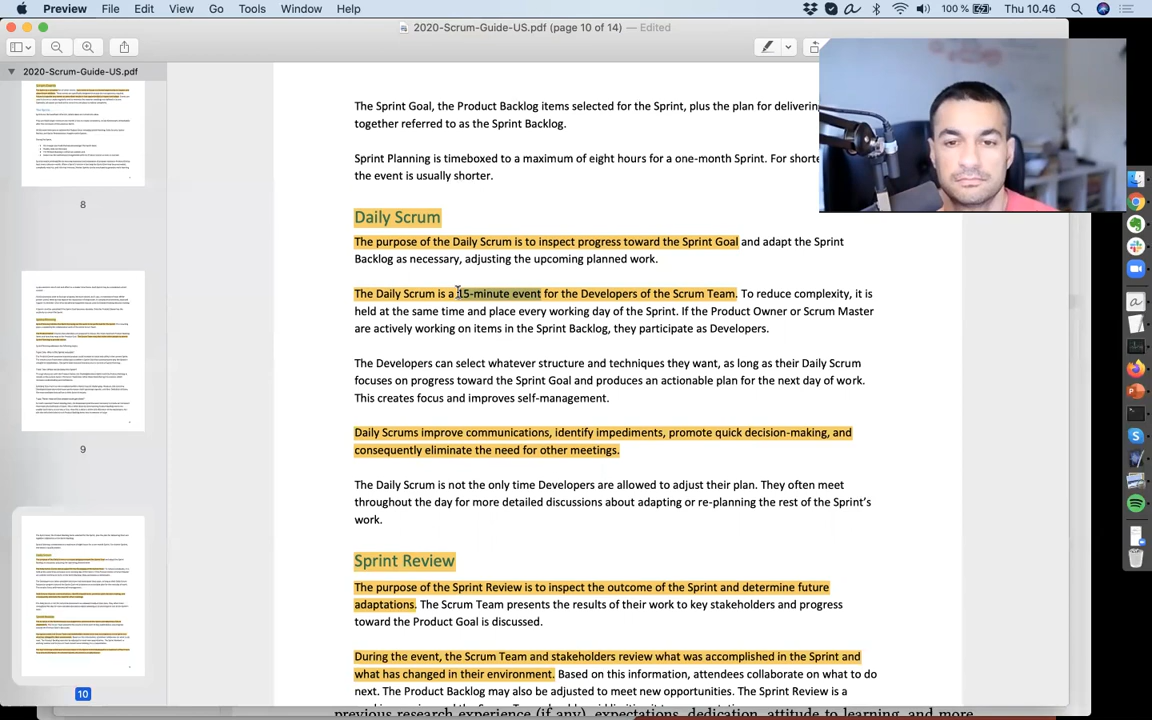 Preview File Edit View Go Tools Window Help 100 % Thu 10.46
2020-Scrum-Guide-US.pdf (page 10 of 14) — Edited
2020-Scrum-Guide-US.pdf
8
9
10
The Sprint Goal, the Product Backlog items selected for the Sprint, plus the plan for delivering
together referred to as the Sprint Backlog.
Sprint Planning is timeboxed to a maximum of eight hours for a one-month Sprint. For shorte
the event is usually shorter.
Daily Scrum
The purpose of the Daily Scrum is to inspect progress toward the Sprint Goal and adapt the Sprint
Backlog as necessary, adjusting the upcoming planned work.
The Daily Scrum is a 15-minute event for the Developers of the Scrum Team. To reduce complexity, it is
held at the same time and place every working day of the Sprint. If the Product Owner or Scrum Master
are actively working on items in the Sprint Backlog, they participate as Developers.
The Developers can select whatever structure and techniques they want, as long as their Daily Scrum
focuses on progress toward the Sprint Goal and produces an actionable plan for the next day of work.
This creates focus and improves self-management.
Daily Scrums improve communications, identify impediments, promote quick decision-making, and
consequently eliminate the need for other meetings.
The Daily Scrum is not the only time Developers are allowed to adjust their plan. They often meet
throughout the day for more detailed discussions about adapting or re-planning the rest of the Sprint's
work.
Sprint Review
The purpose of the Sprint Review is to inspect the outcome of the Sprint and determine future
adaptations. The Scrum Team presents the results of their work to key stakeholders and progress
toward the Product Goal is discussed.
During the event, the Scrum Team and stakeholders review what was accomplished in the Sprint and
what has changed in their environment. Based on this information, attendees collaborate on what to do
next. The Product Backlog may also be adjusted to meet new opportunities. The Sprint Review is a
previous research experience (if any), expectations, dedication, attitude to learning, and more